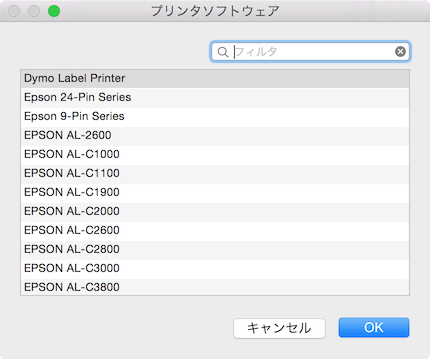 プリンタソフトウェア
フィルタ
Dymo Label Printer
Epson 24-Pin Series
Epson 9-Pin Series
EPSON AL-2600
EPSON AL-C1000
EPSON AL-C1100
EPSON AL-C1900
EPSON AL-C2000
EPSON AL-C2600
EPSON AL-C2800
EPSON AL-C3000
EPSON AL-C3800
キャンセル
OK